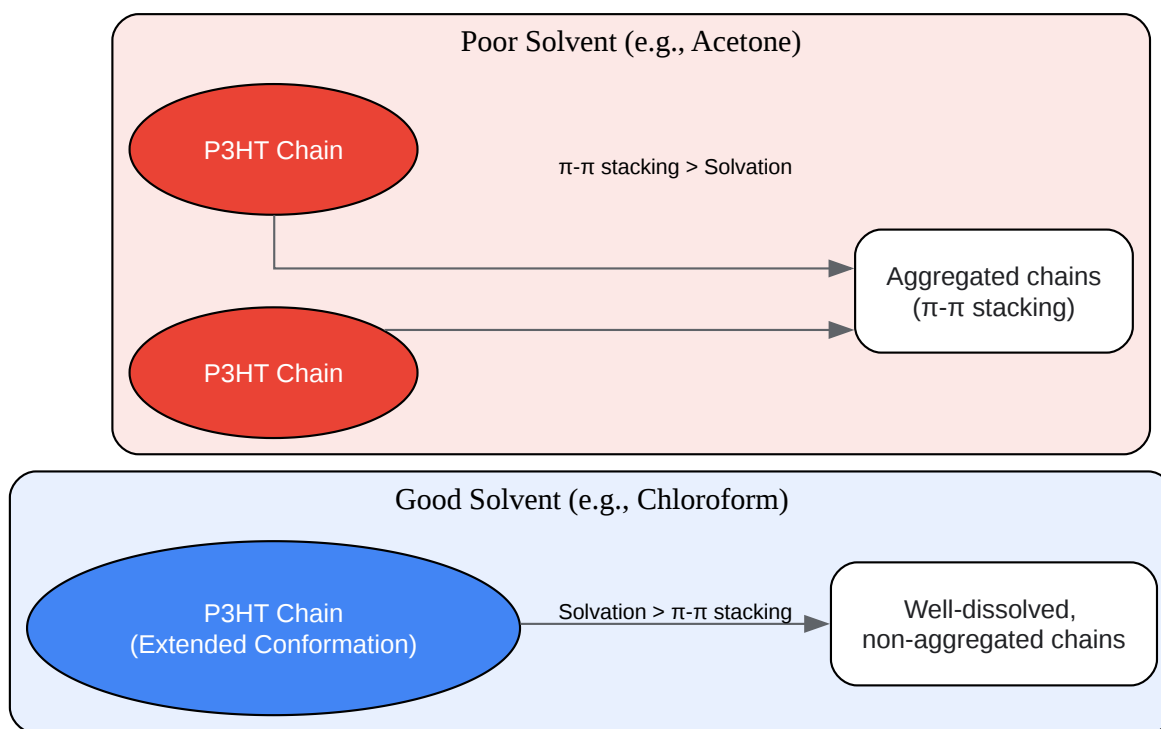 Poor Solvent (e.g., Acetone)
P3HT Chain
π-π stacking > Solvation
Aggregated chains
(π-π stacking)
P3HT Chain
Good Solvent (e.g., Chloroform)
P3HT Chain
(Extended Conformation)
Solvation > π-π stacking
Well-dissolved,
non-aggregated chains